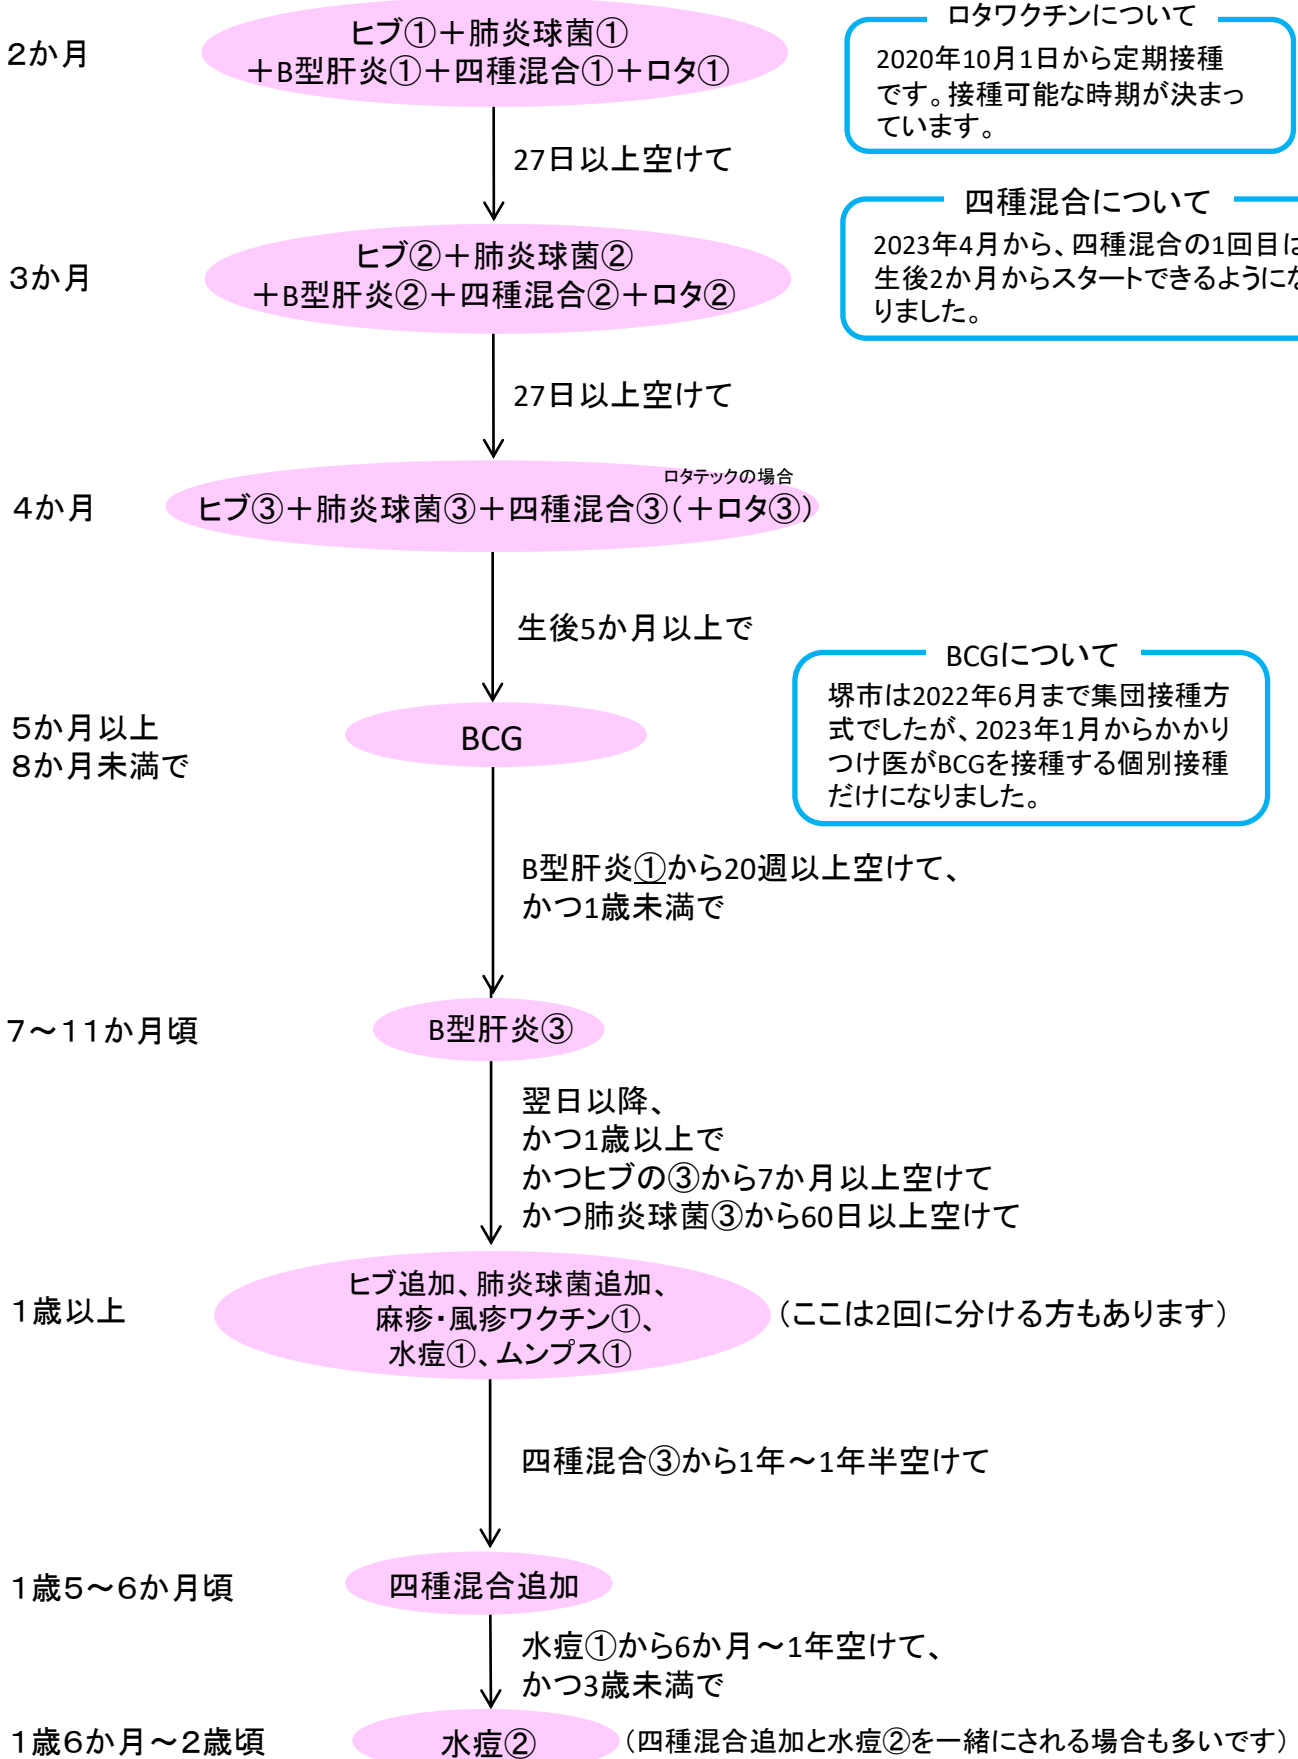 2か月
ヒブ①＋肺炎球菌①
＋B型肝炎①＋四種混合①＋ロタ①
ロタワクチンについて
2020年10月1日から定期接種
です。接種可能な時期が決まっ
ています。
27日以上空けて
四種混合について
2023年4月から、四種混合の1回目は
生後2か月からスタートできるようにな
りました。
3か月
ヒブ②＋肺炎球菌②
＋B型肝炎②＋四種混合②＋ロタ②
27日以上空けて
4か月
ロタテックの場合
ヒブ③＋肺炎球菌③＋四種混合③（＋ロタ③）
生後5か月以上で
BCGについて
堺市は2022年6月まで集団接種方
式でしたが、2023年1月からかかり
つけ医がBCGを接種する個別接種
だけになりました。
5か月以上
8か月未満で
BCG
B型肝炎①から20週以上空けて、
かつ1歳未満で
7～11か月頃
B型肝炎③
翌日以降、
かつ1歳以上で
かつヒブの③から7か月以上空けて
かつ肺炎球菌③から60日以上空けて
1歳以上
ヒブ追加、肺炎球菌追加、
麻疹・風疹ワクチン①、
水痘①、ムンプス①
（ここは2回に分ける方もあります）
四種混合③から1年～1年半空けて
1歳5～6か月頃
四種混合追加
水痘①から6か月～1年空けて、
かつ3歳未満で
1歳6か月～2歳頃
水痘②
（四種混合追加と水痘②を一緒にされる場合も多いです）